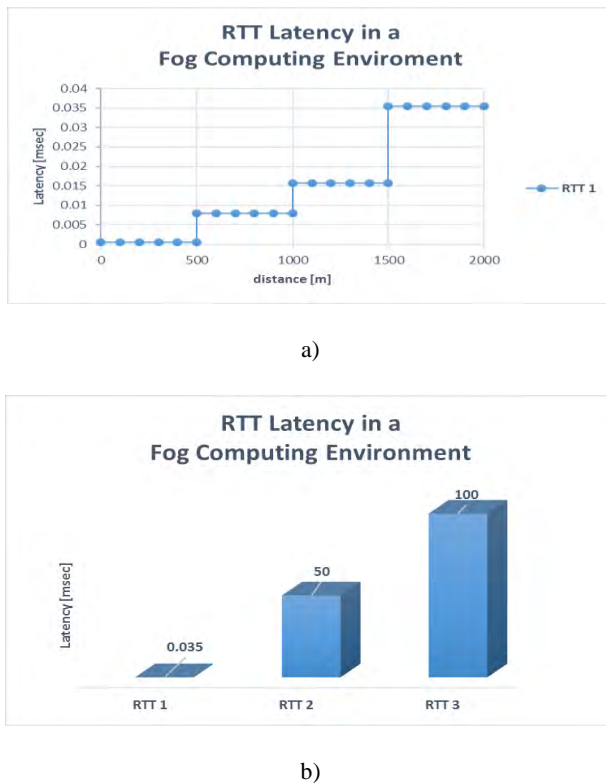 RTT Latency in a
Fog Computing Enviroment
0.04
0.035
0.03
0.025
0.02
0.015
0.01
0.005
0
Latency [msec]
0 500 1000 1500 2000
distance [m]
RTT 1
a)
RTT Latency in a
Fog Computing Environment
100
50
0.035
Latency [msec]
RTT 1 RTT 2 RTT 3
b)